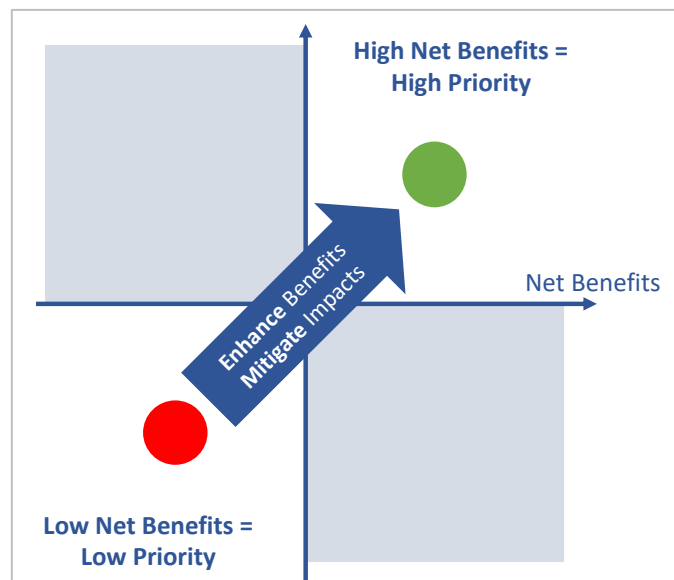 High Net Benefits =
High Priority
Net Benefits
Enhance Benefits
Mitigate Impacts
Low Net Benefits =
Low Priority